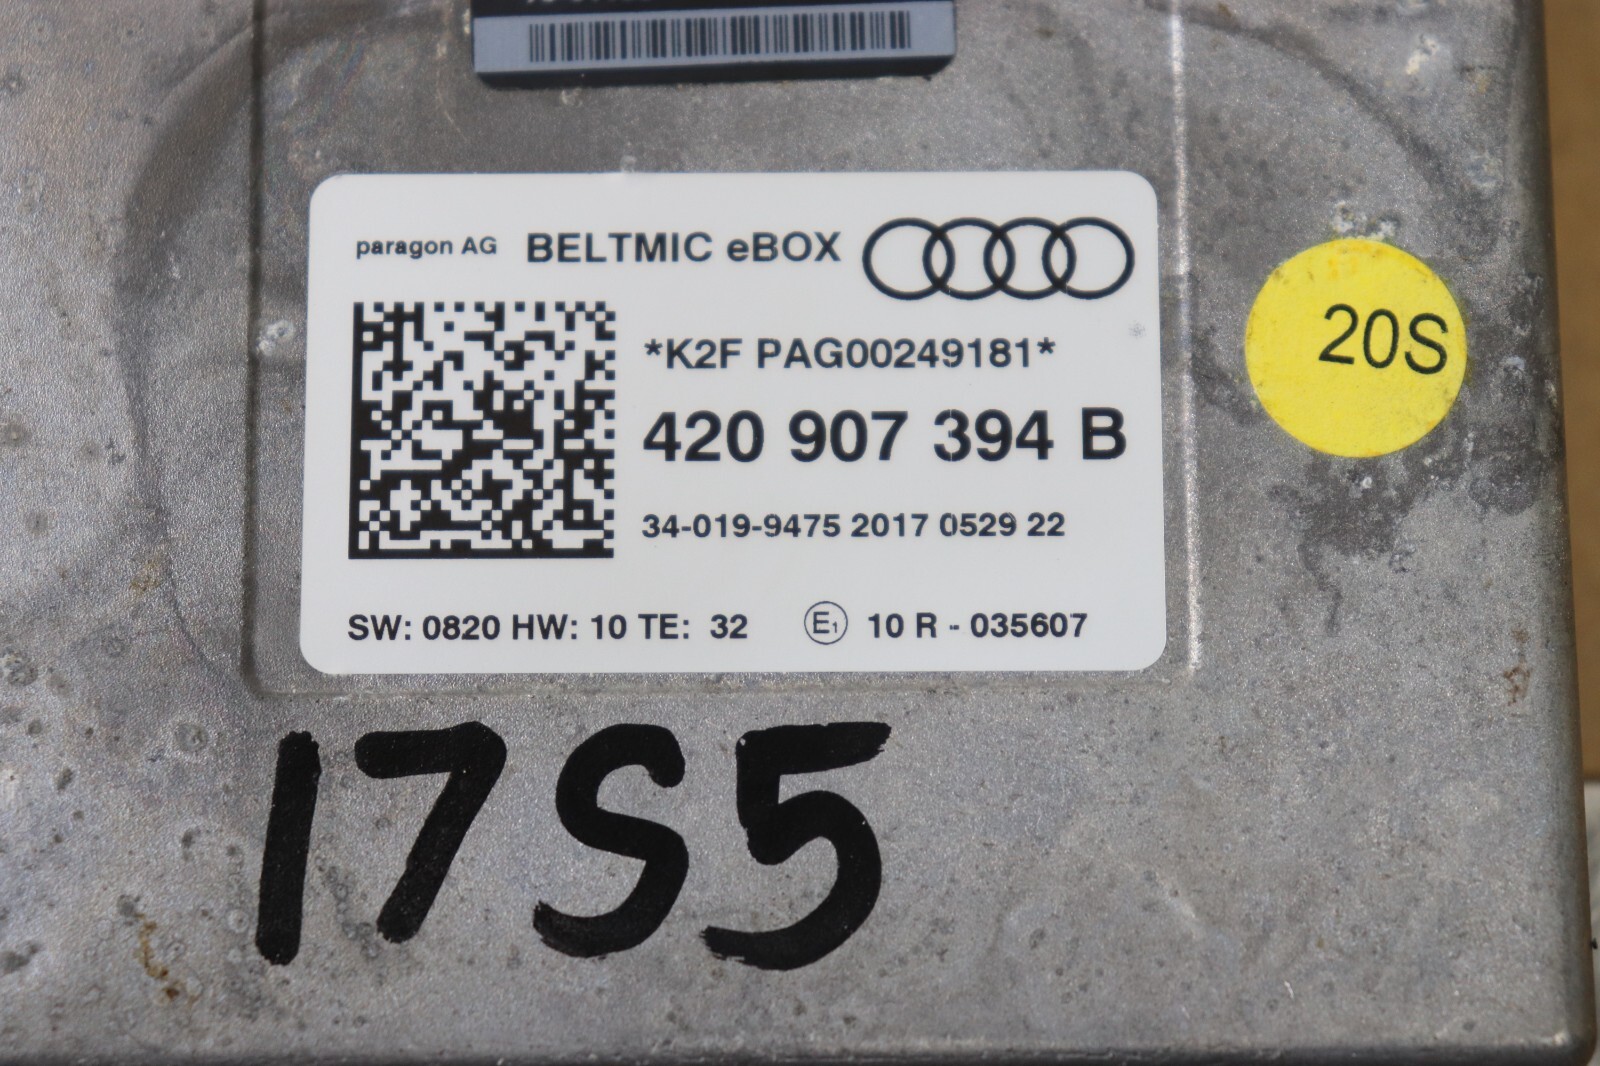 paragon AG BELTMIC eBOX
*K2F PAG00249181*
420 907 394 B
34-019-9475 2017 0529 22
SW: 0820 HW: 10 TE: 32 E1 10 R - 035607
20S
17S5